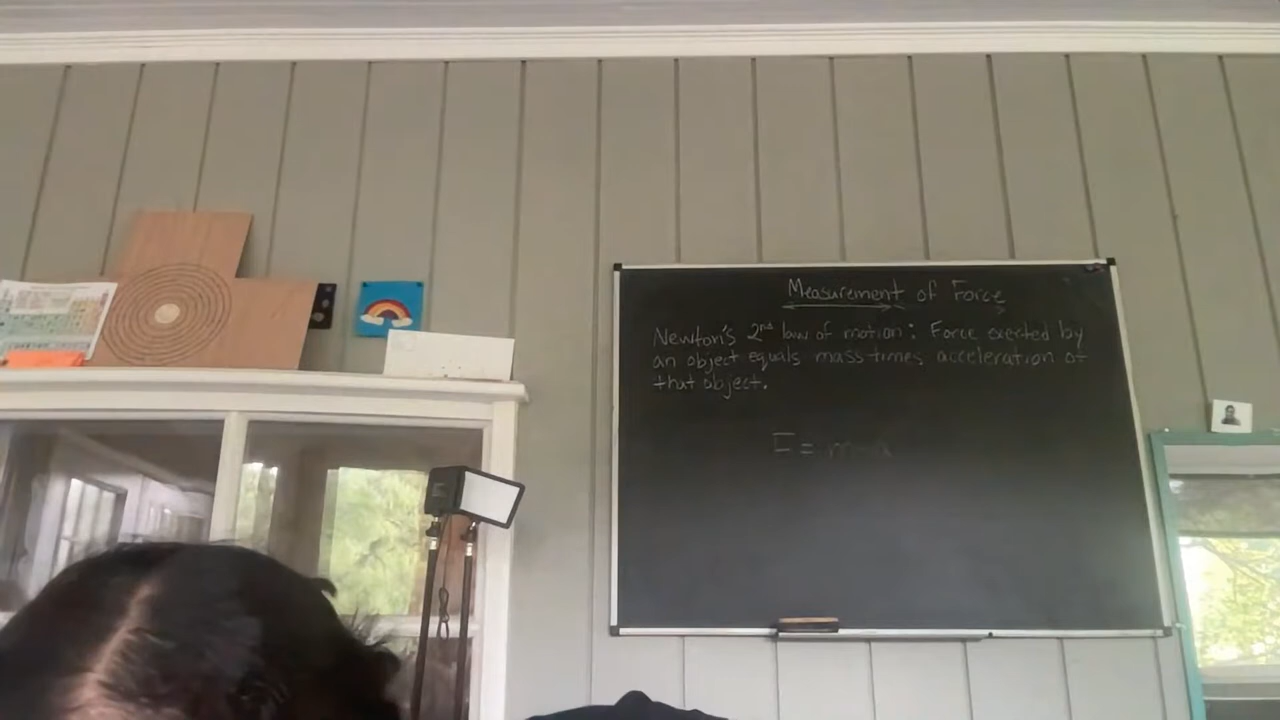 Measurement of Force
Newton's 2nd law of motion: Force exerted by
an object equals mass times acceleration of
that object.
F = m · a